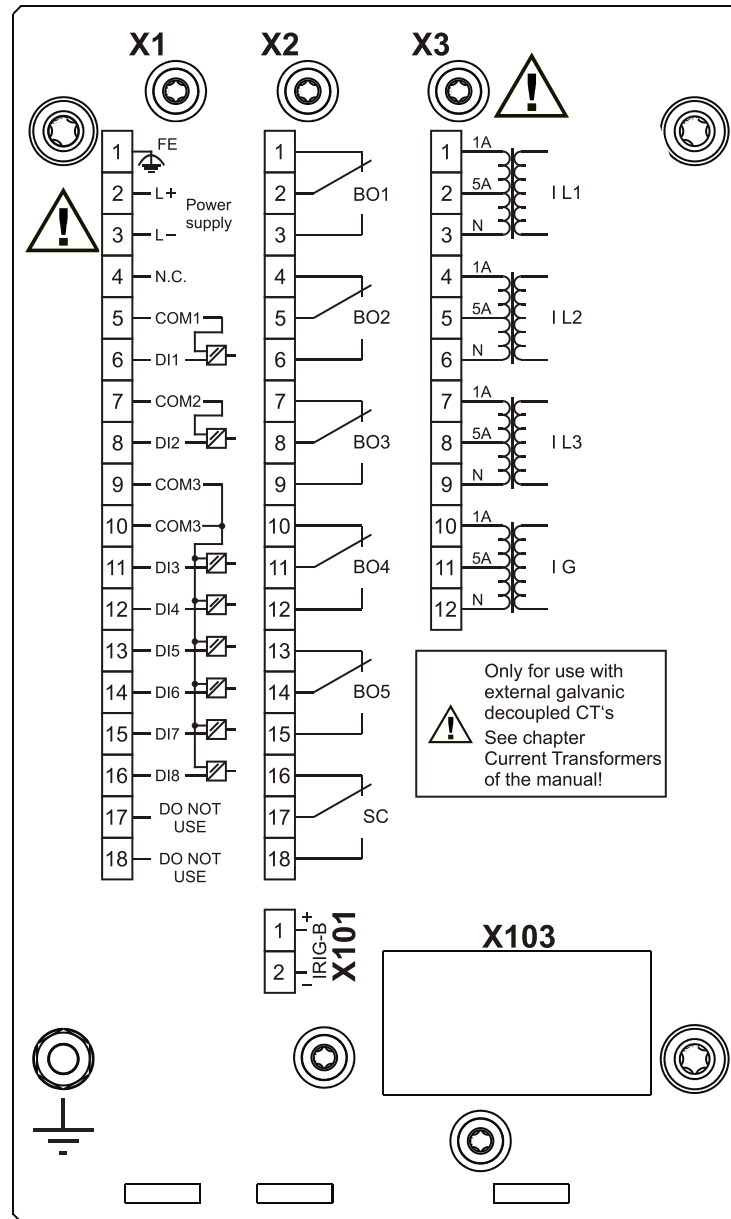 X1
X2
X3
1 FE
2 L+
Power
supply
3 L−
4 N.C.
5 COM1
6 DI1
7 COM2
8 DI2
9 COM3
10 COM3
11 DI3
12 DI4
13 DI5
14 DI6
15 DI7
16 DI8
17 DO NOT
USE
18 DO NOT
USE
1
2 BO1
3
4
5 BO2
6
7
8 BO3
9
10
11 BO4
12
13
14 BO5
15
16
17 SC
18
!
!
1 1A
2 5A I L1
3 N
4 1A
5 5A I L2
6 N
7 1A
8 5A I L3
9 N
10 1A
11 5A I G
12 N
!
Only for use with
external galvanic
decoupled CT‘s
See chapter
Current Transformers
of the manual!
1 +
2 −
IRIG-B
X101
X103